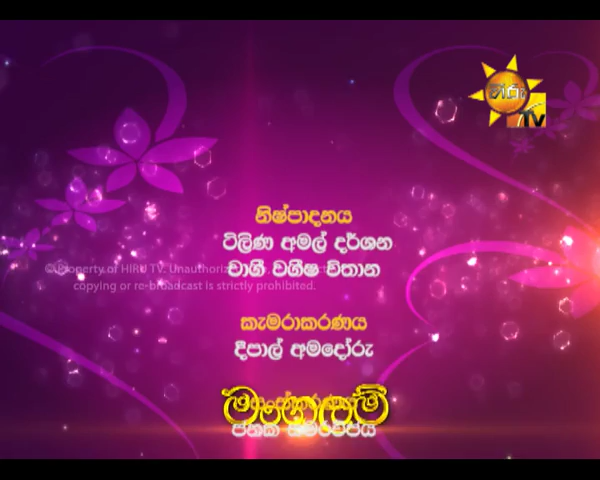 හිරු
TV
නිෂ්පාදනය
ටිලිණ අමල් දර්ශන
වාගී වගීෂ විතාන
© Property of HIRU TV. Unauthoriz
copying or re-broadcast is strictly prohibited.
කැමරාකරණය
දීපාල් අමදෝරු